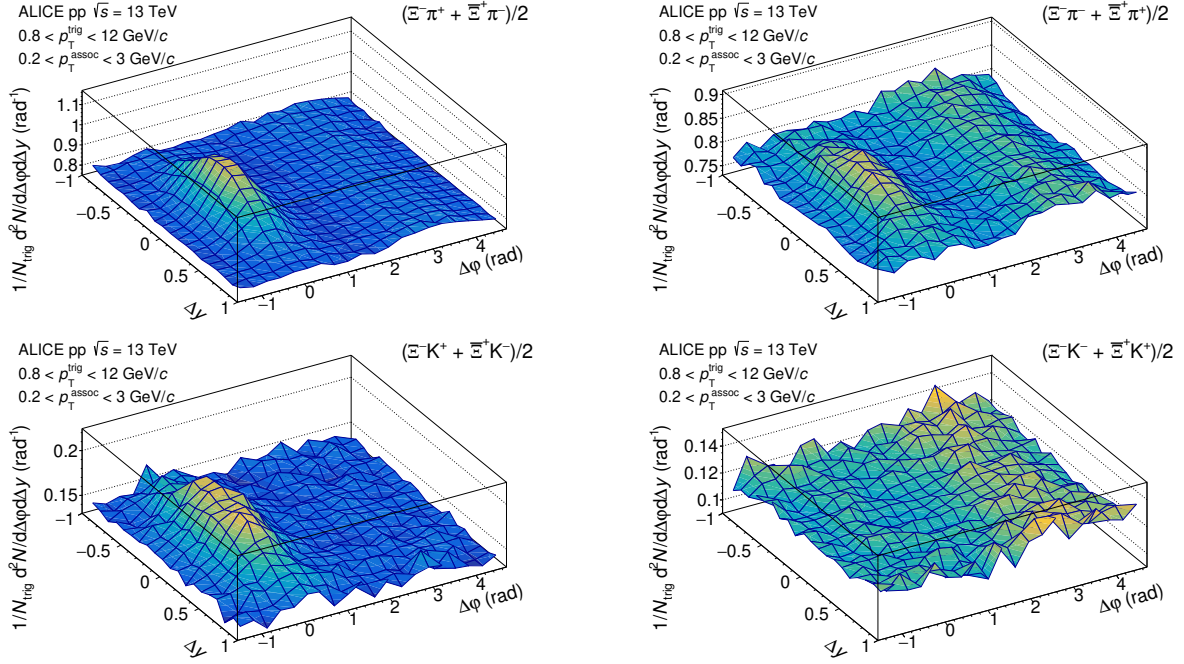 ALICE pp √s = 13 TeV
(Ξ⁻π⁺ + Ξ̅⁺π⁻)/2
0.8 < p_T^trig < 12 GeV/c
0.2 < p_T^assoc < 3 GeV/c
1/N_trig d²N/dΔφdΔy (rad⁻¹)
1.1
1
0.9
0.8
−1
−0.5
0
0.5
1
Δy
−1
0
1
2
3
4
Δφ (rad)
ALICE pp √s = 13 TeV
(Ξ⁻π⁻ + Ξ̅⁺π⁺)/2
0.8 < p_T^trig < 12 GeV/c
0.2 < p_T^assoc < 3 GeV/c
1/N_trig d²N/dΔφdΔy (rad⁻¹)
0.9
0.85
0.8
0.75
−1
−0.5
0
0.5
1
Δy
−1
0
1
2
3
4
Δφ (rad)
ALICE pp √s = 13 TeV
(Ξ⁻K⁺ + Ξ̅⁺K⁻)/2
0.8 < p_T^trig < 12 GeV/c
0.2 < p_T^assoc < 3 GeV/c
1/N_trig d²N/dΔφdΔy (rad⁻¹)
0.2
0.15
−1
−0.5
0
0.5
1
Δy
−1
0
1
2
3
4
Δφ (rad)
ALICE pp √s = 13 TeV
(Ξ⁻K⁻ + Ξ̅⁺K⁺)/2
0.8 < p_T^trig < 12 GeV/c
0.2 < p_T^assoc < 3 GeV/c
1/N_trig d²N/dΔφdΔy (rad⁻¹)
0.14
0.12
0.1
−1
−0.5
0
0.5
1
Δy
−1
0
1
2
3
4
Δφ (rad)